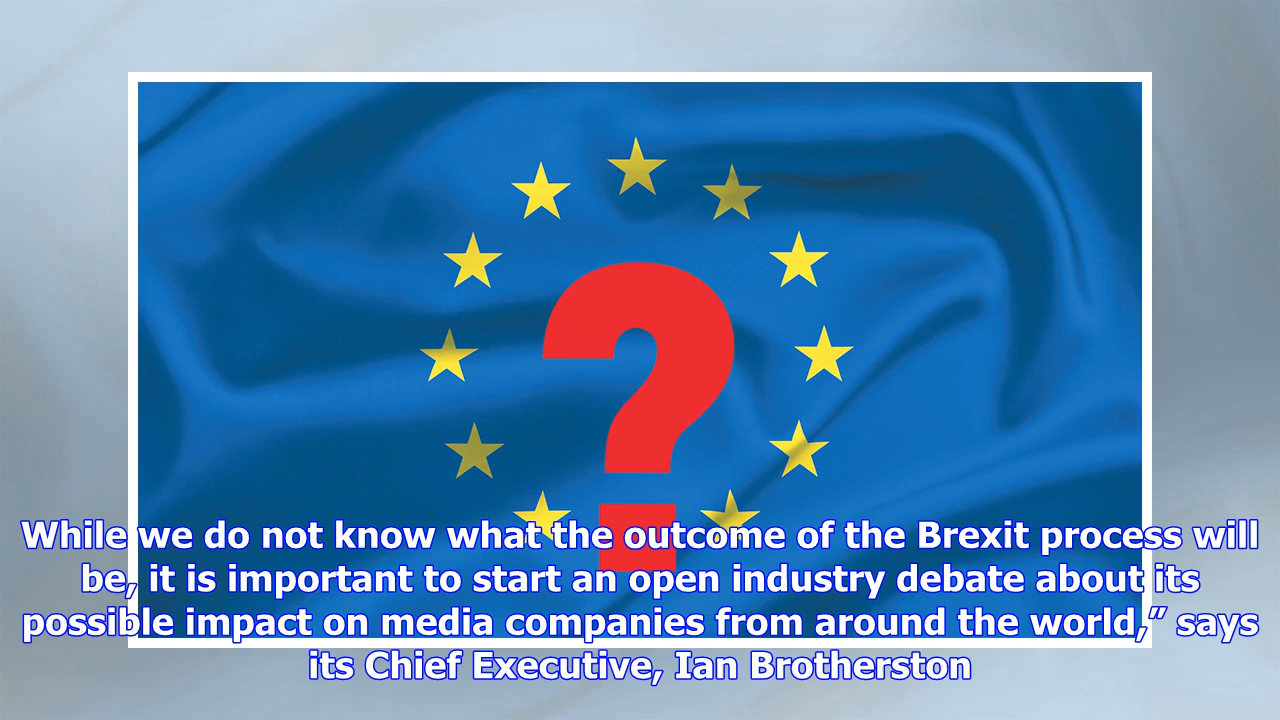 While we do not know what the outcome of the Brexit process will
be, it is important to start an open industry debate about its
possible impact on media companies from around the world,” says
its Chief Executive, Ian Brotherston